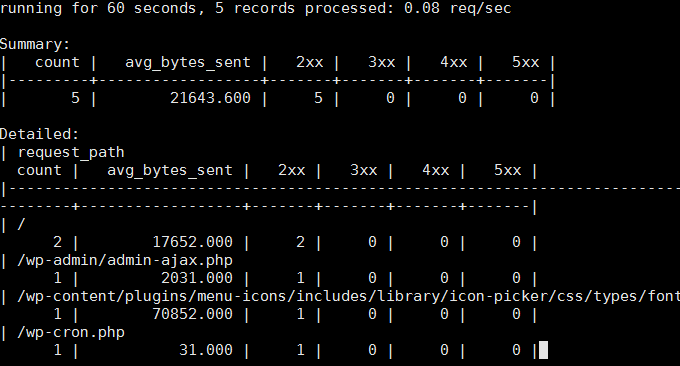 running for 60 seconds, 5 records processed: 0.08 req/sec
Summary:
|   count |   avg_bytes_sent |   2xx |   3xx |   4xx |   5xx |
|---------+------------------+-------+-------+-------+-------|
|       5 |        21643.600 |     5 |     0 |     0 |     0 |
Detailed:
| request_path
  count |   avg_bytes_sent |   2xx |   3xx |   4xx |   5xx |
|---------------------------------------------------------------------------
--------+------------------+-------+-------+-------+-------|
| /
      2 |        17652.000 |     2 |     0 |     0 |     0 |
| /wp-admin/admin-ajax.php
      1 |         2031.000 |     1 |     0 |     0 |     0 |
| /wp-content/plugins/menu-icons/includes/library/icon-picker/css/types/font
      1 |        70852.000 |     1 |     0 |     0 |     0 |
| /wp-cron.php
      1 |           31.000 |     1 |     0 |     0 |     0 |